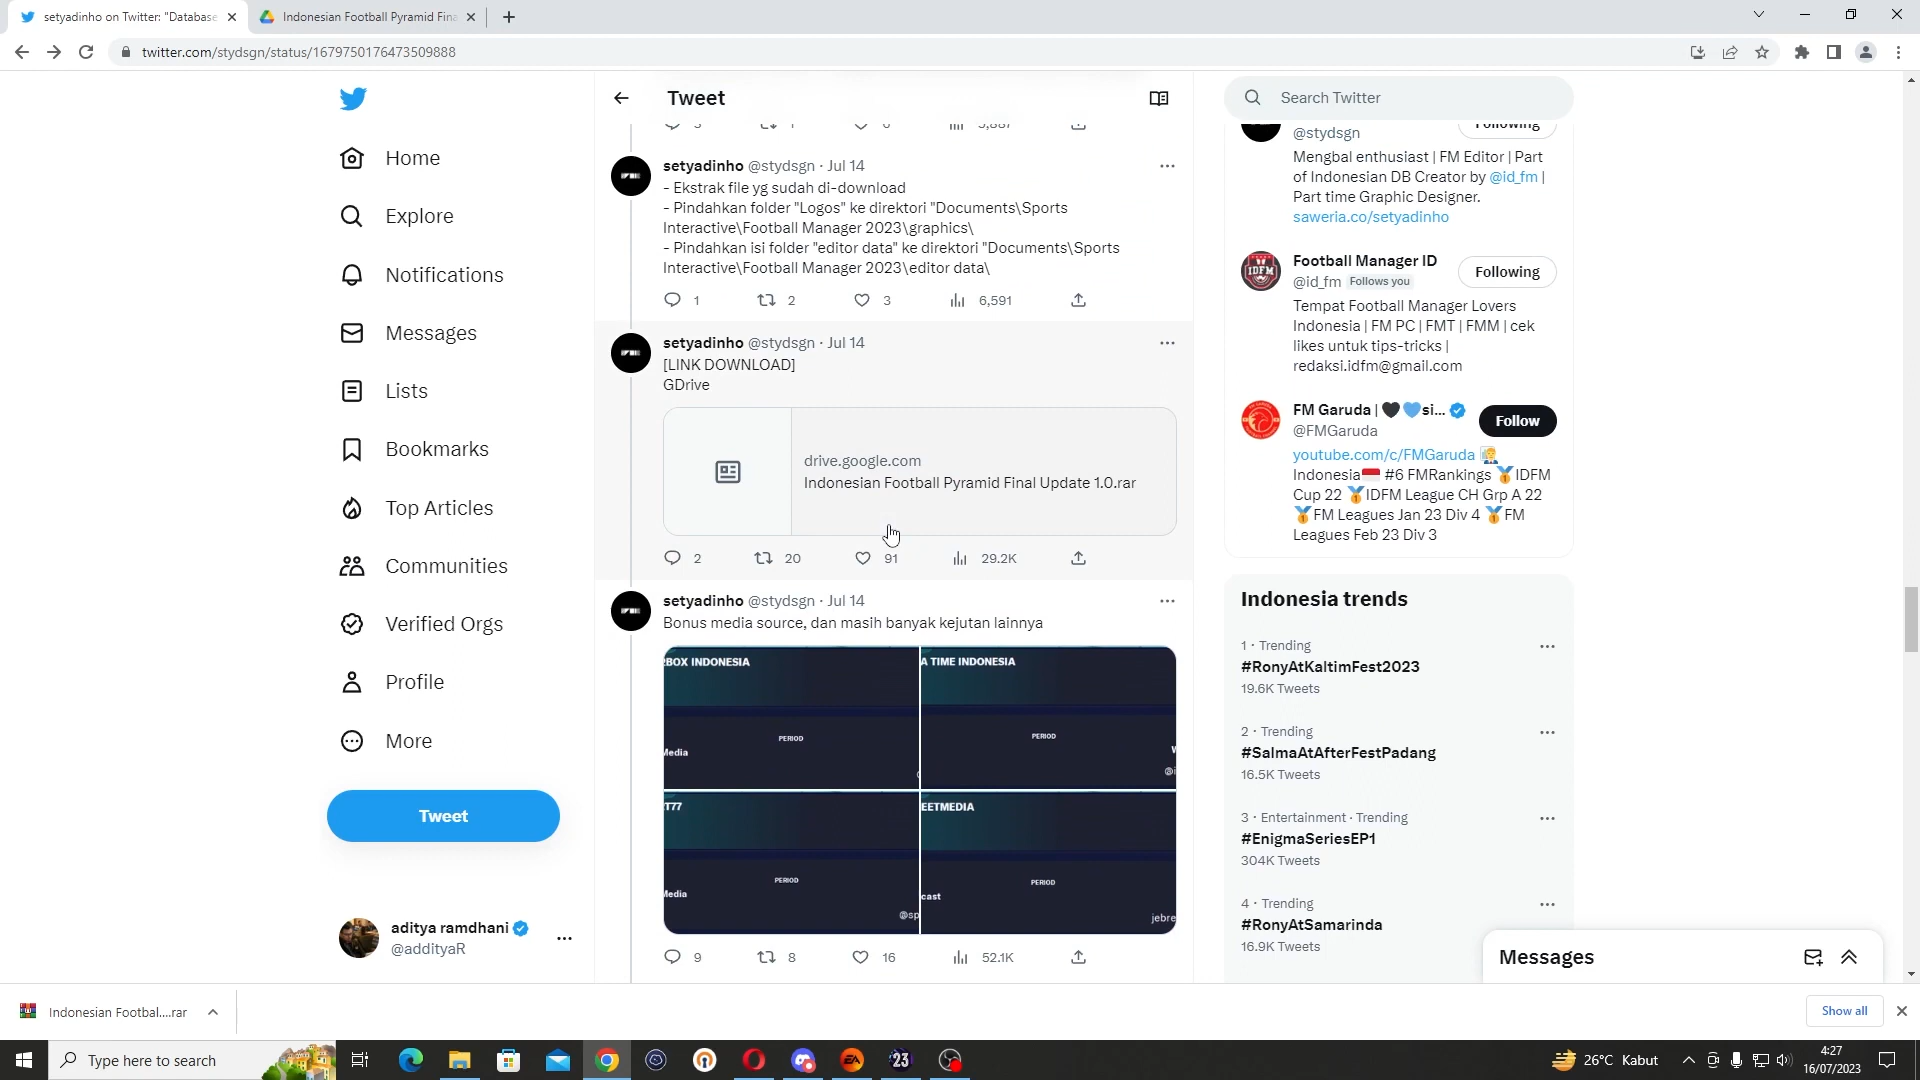 setyadinho on Twitter: "Database
Indonesian Football Pyramid Fina
twitter.com/stydsgn/status/1679750176473509888
Home
Explore
Notifications
Messages
Lists
Bookmarks
Top Articles
Communities
Verified Orgs
Profile
More
Tweet
aditya ramdhani
@addityaR
Tweet
setyadinho @stydsgn · Jul 14
- Ekstrak file yg sudah di-download
- Pindahkan folder "Logos" ke direktori "Documents\Sports
Interactive\Football Manager 2023\graphics\
- Pindahkan isi folder "editor data" ke direktori "Documents\Sports
Interactive\Football Manager 2023\editor data\
1 2 3 6,591
setyadinho @stydsgn · Jul 14
[LINK DOWNLOAD]
GDrive
drive.google.com
Indonesian Football Pyramid Final Update 1.0.rar
2 20 91 29.2K
setyadinho @stydsgn · Jul 14
Bonus media source, dan masih banyak kejutan lainnya
BOX INDONESIA
PERIOD
Media
A TIME INDONESIA
PERIOD
@i
T77
PERIOD
Media
@sp
EETMEDIA
PERIOD
cast
jebre
9 8 16 52.1K
Search Twitter
Following
@stydsgn
Mengbal enthusiast | FM Editor | Part
of Indonesian DB Creator by @id_fm |
Part time Graphic Designer.
saweria.co/setyadinho
Football Manager ID
@id_fm Follows you
Following
Tempat Football Manager Lovers
Indonesia | FM PC | FMT | FMM | cek
likes untuk tips-tricks |
redaksi.idfm@gmail.com
FM Garuda | 🖤🩵si...
@FMGaruda
Follow
youtube.com/c/FMGaruda
Indonesia🇮🇩 #6 FMRankings 🥇IDFM
Cup 22 🥇IDFM League CH Grp A 22
🥇FM Leagues Jan 23 Div 4 🥇FM
Leagues Feb 23 Div 3
Indonesia trends
1 · Trending
#RonyAtKaltimFest2023
19.6K Tweets
2 · Trending
#SalmaAtAfterFestPadang
16.5K Tweets
3 · Entertainment · Trending
#EnigmaSeriesEP1
304K Tweets
4 · Trending
#RonyAtSamarinda
16.9K Tweets
Messages
Indonesian Footbal....rar
Show all
Type here to search
26°C Kabut
4:27
16/07/2023